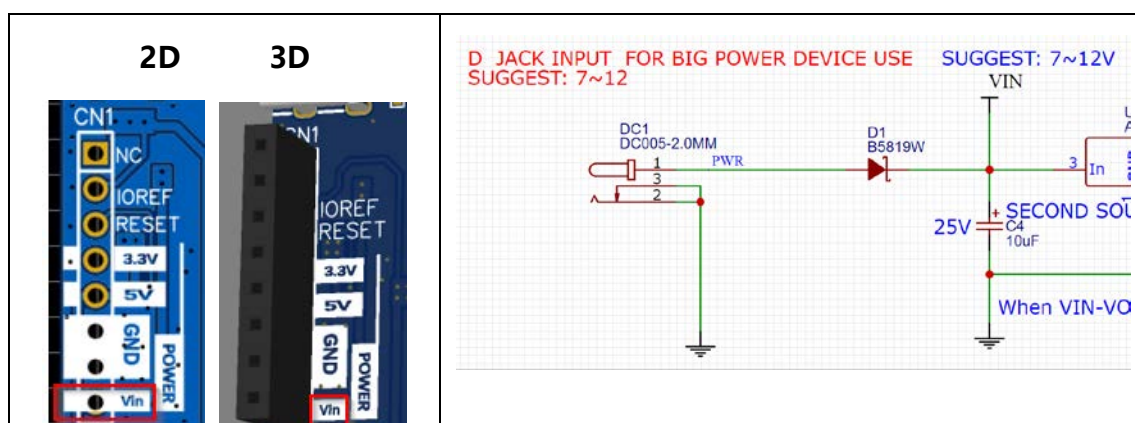 2D
3D
CN1
NC
IOREF
RESET
3.3V
5V
GND
POWER
Vin
CN1
IOREF
RESET
3.3V
5V
GND
POWER
Vin
D JACK INPUT FOR BIG POWER DEVICE USE
SUGGEST: 7~12
SUGGEST: 7~12V
VIN
DC1
DC005-2.0MM
1
3
2
PWR
D1
B5819W
U
A
3 In
25V
+
SECOND SOU
C4
10uF
When VIN-VO